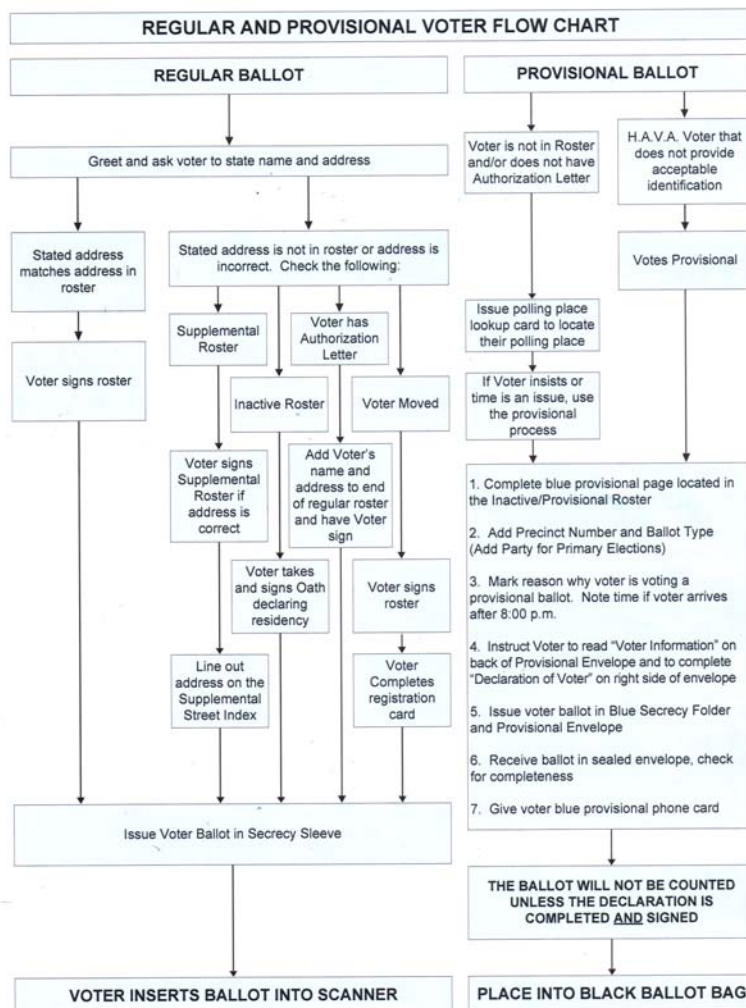 REGULAR AND PROVISIONAL VOTER FLOW CHART
REGULAR BALLOT
Greet and ask voter to state name and address
Stated address
matches address in
roster
Voter signs roster
Stated address is not in roster or address is
incorrect. Check the following:
Supplemental
Roster
Voter signs
Supplemental
Roster if
address is
correct
Line out
address on the
Supplemental
Street Index
Inactive Roster
Voter takes
and signs Oath
declaring
residency
Voter has
Authorization
Letter
Add Voter's
name and
address to end
of regular roster
and have Voter
sign
Voter Moved
Voter signs
roster
Voter
Completes
registration
card
Issue Voter Ballot in Secrecy Sleeve
VOTER INSERTS BALLOT INTO SCANNER
PROVISIONAL BALLOT
Voter is not in Roster
and/or does not have
Authorization Letter
Issue polling place
lookup card to locate
their polling place
If Voter insists or
time is an issue, use
the provisional
process
H.A.V.A. Voter that
does not provide
acceptable
identification
Votes Provisional
1. Complete blue provisional page located in
the Inactive/Provisional Roster
2. Add Precinct Number and Ballot Type
(Add Party for Primary Elections)
3. Mark reason why voter is voting a
provisional ballot. Note time if voter arrives
after 8:00 p.m.
4. Instruct Voter to read "Voter Information" on
back of Provisional Envelope and to complete
"Declaration of Voter" on right side of envelope
5. Issue voter ballot in Blue Secrecy Folder
and Provisional Envelope
6. Receive ballot in sealed envelope, check
for completeness
7. Give voter blue provisional phone card
THE BALLOT WILL NOT BE COUNTED
UNLESS THE DECLARATION IS
COMPLETED AND SIGNED
PLACE INTO BLACK BALLOT BAG